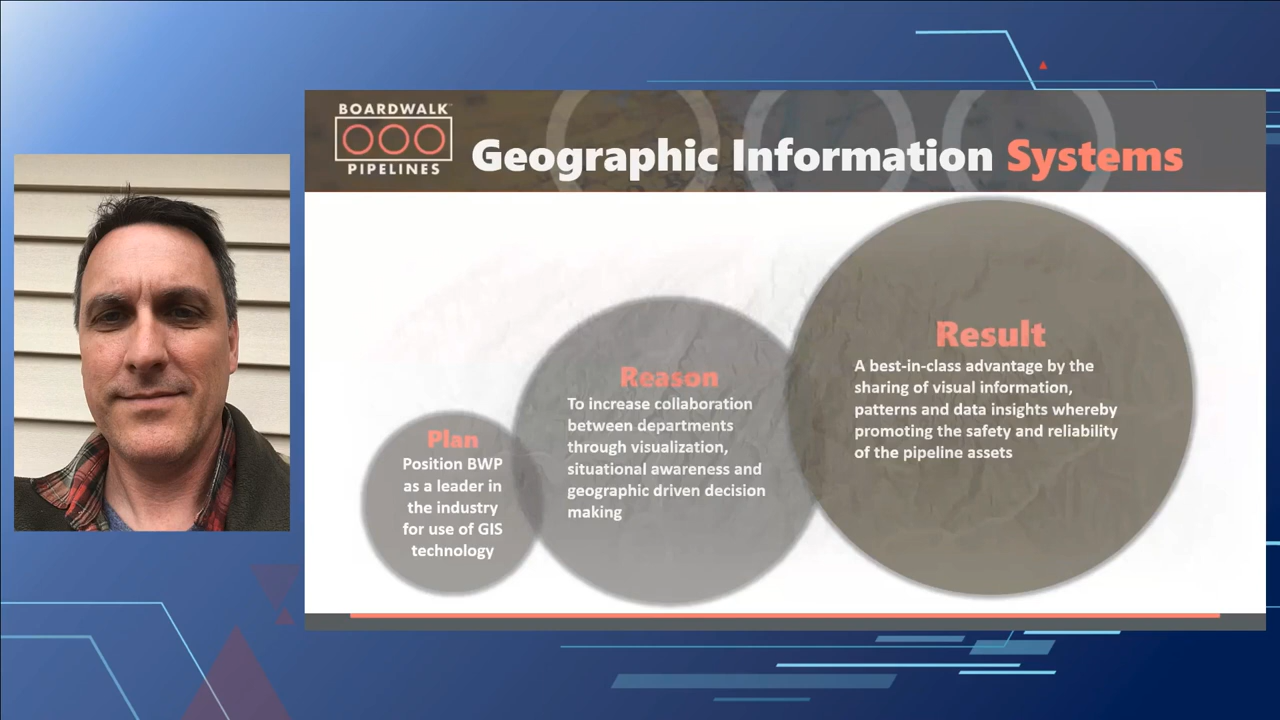 BOARDWALK™
PIPELINES
Geographic Information Systems
Plan
Position BWP
as a leader in
the industry
for use of GIS
technology
Reason
To increase collaboration
between departments
through visualization,
situational awareness and
geographic driven decision
making
Result
A best-in-class advantage by the
sharing of visual information,
patterns and data insights whereby
promoting the safety and reliability
of the pipeline assets